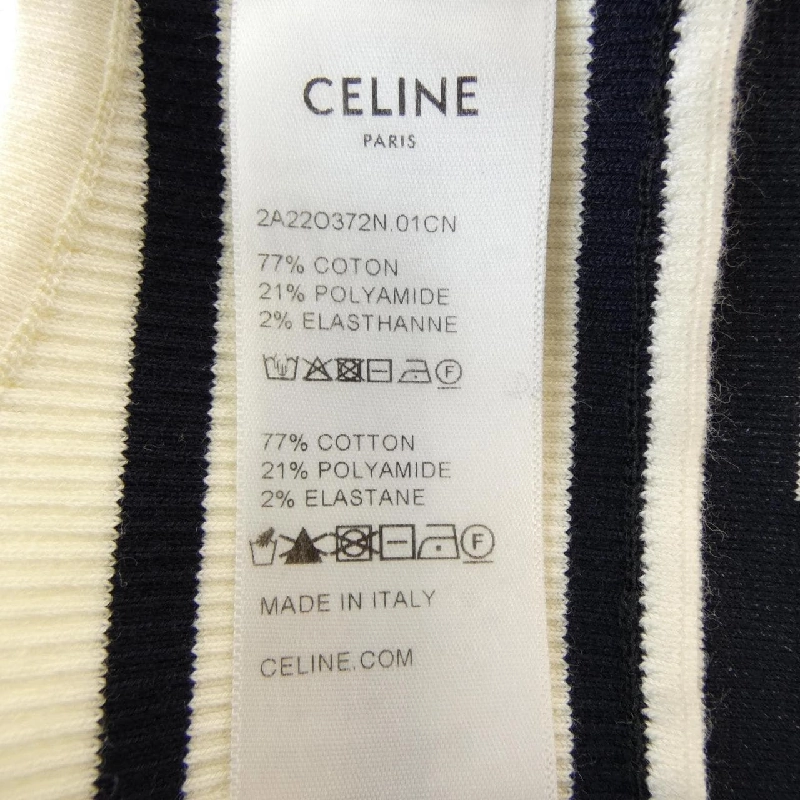 CELINE
PARIS
2A22O372N.01CN
77% COTON
21% POLYAMIDE
2% ELASTHANNE
F
77% COTTON
21% POLYAMIDE
2% ELASTANE
F
MADE IN ITALY
CELINE.COM